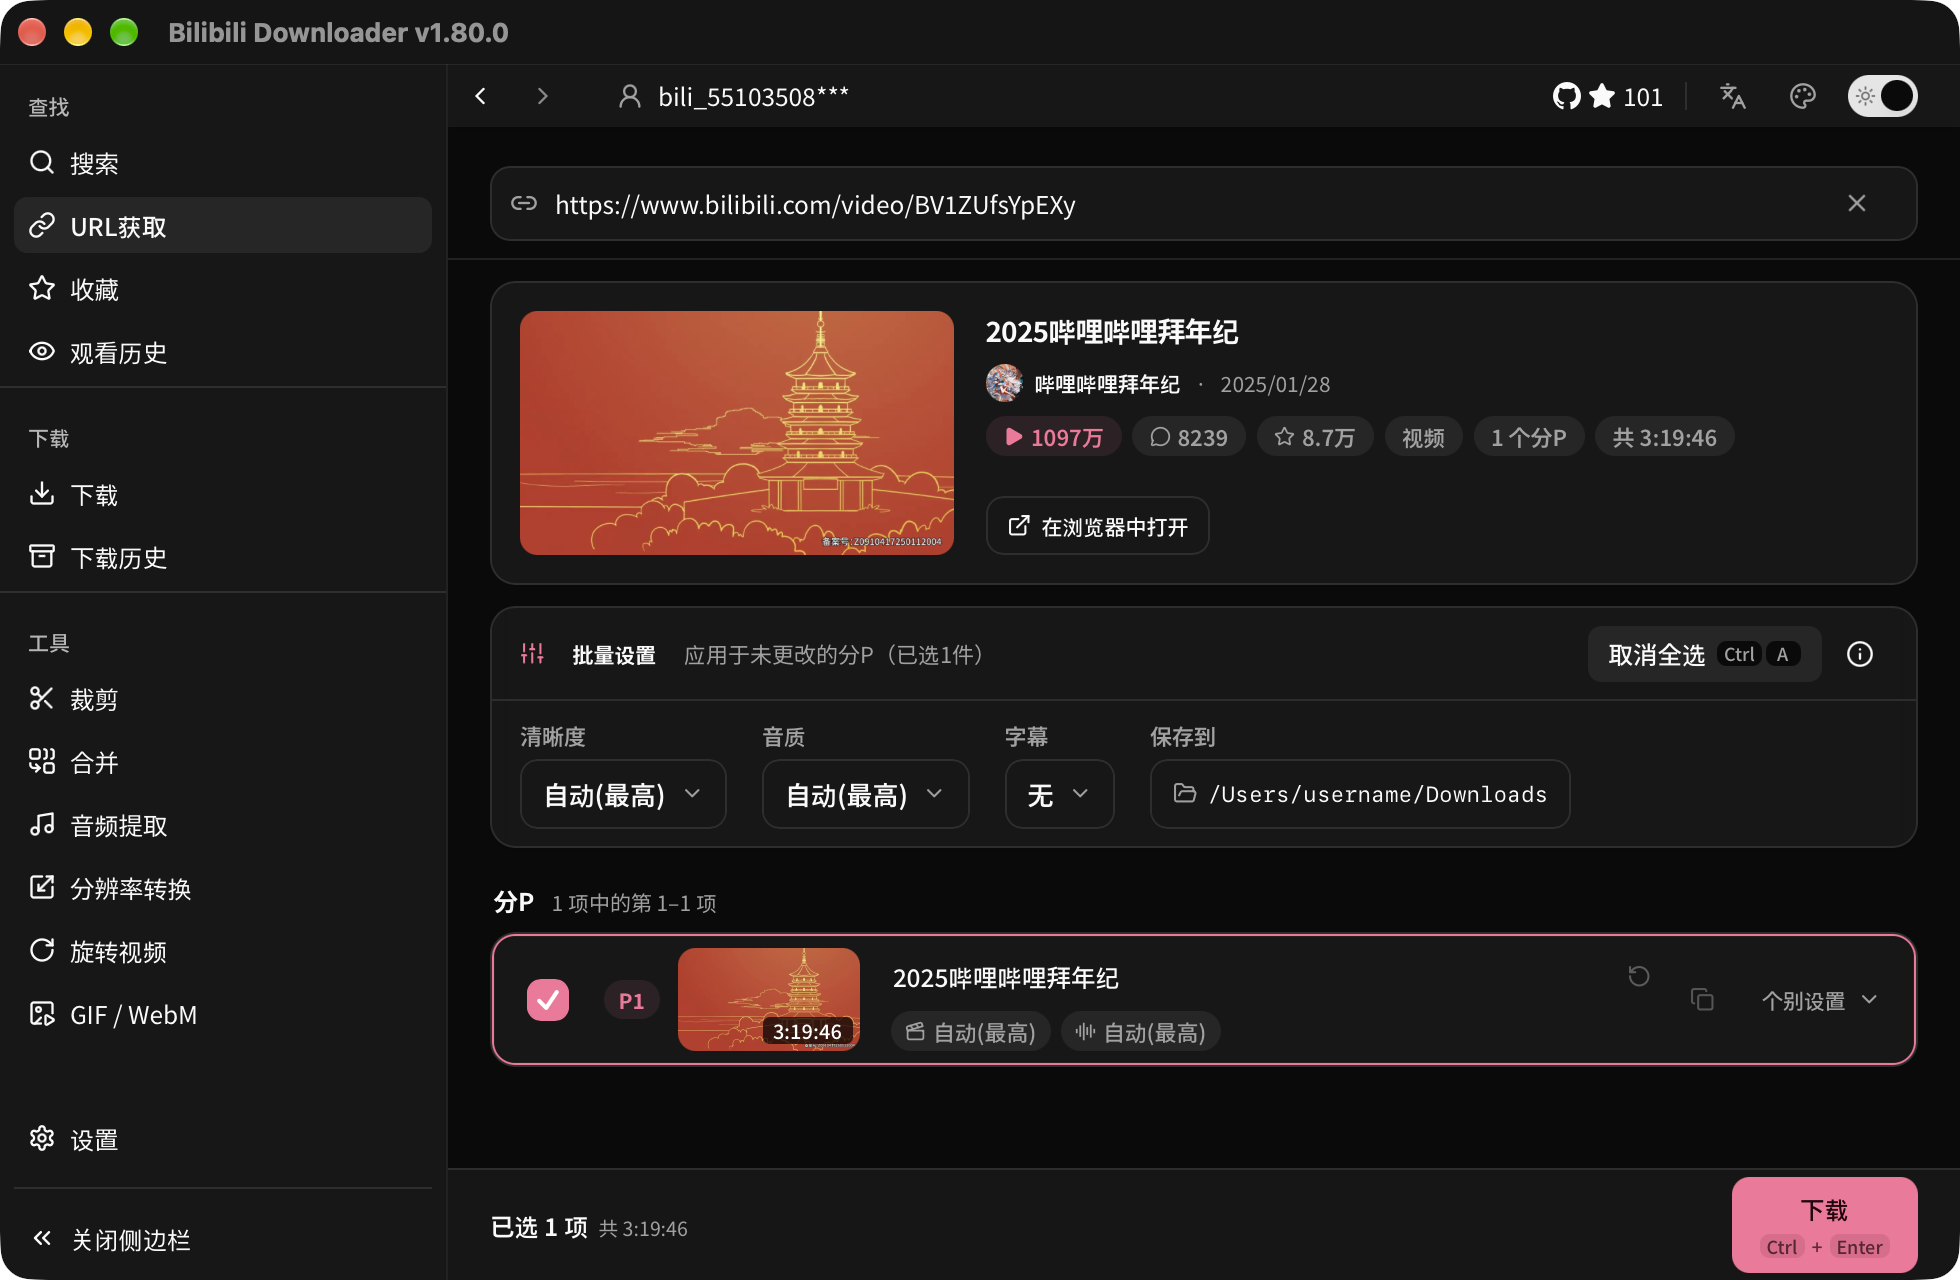 Bilibili Downloader v1.80.0
查找
搜索
URL获取
收藏
观看历史
下载
下载
下载历史
工具
裁剪
合并
音频提取
分辨率转换
旋转视频
GIF / WebM
设置
关闭侧边栏
bili_55103508***
101
https://www.bilibili.com/video/BV1ZUfsYpEXy
备案号:Z0910417250112004
2025哔哩哔哩拜年纪
哔哩哔哩拜年纪 · 2025/01/28
1097万 8239 8.7万 视频 1 个分P 共 3:19:46
在浏览器中打开
批量设置 应用于未更改的分P（已选1件） 取消全选 Ctrl A
清晰度 音质 字幕 保存到
自动(最高) 自动(最高) 无 /Users/username/Downloads
分P 1 项中的第 1–1 项
P1
3:19:46
2025哔哩哔哩拜年纪
自动(最高) 自动(最高)
个别设置
已选 1 项 共 3:19:46
下载
Ctrl + Enter